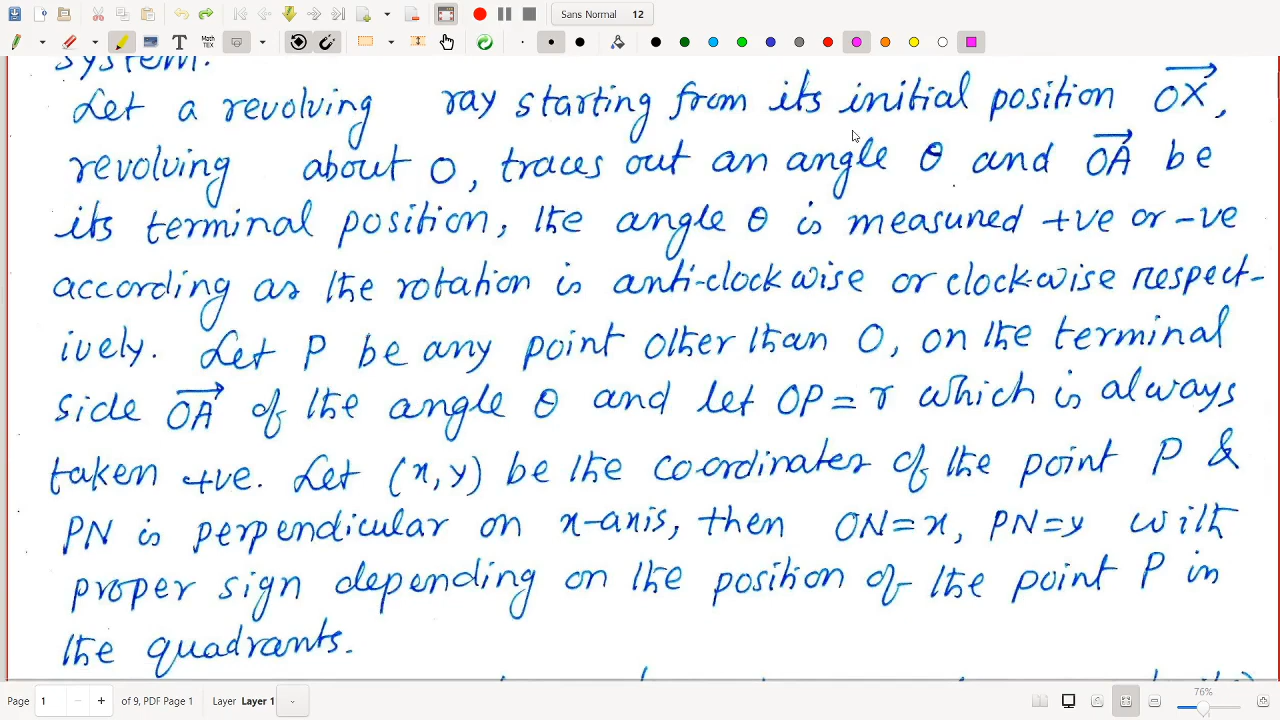 Sans Normal 12
MATH TEX
system.
Let a revolving ray starting from its initial position OX,
revolving about O, traces out an angle θ and OA be
its terminal position, the angle θ is measured +ve or -ve
according as the rotation is anti-clockwise or clockwise respect-
ively. Let P be any point other than O, on the terminal
side OA of the angle θ and let OP = r which is always
taken +ve. Let (x, y) be the coordinates of the point P &
PN is perpendicular on x-axis, then ON = x, PN = y with
proper sign depending on the position of the point P in
the quadrants.
Page 1 of 9, PDF Page 1 Layer Layer 1 76%